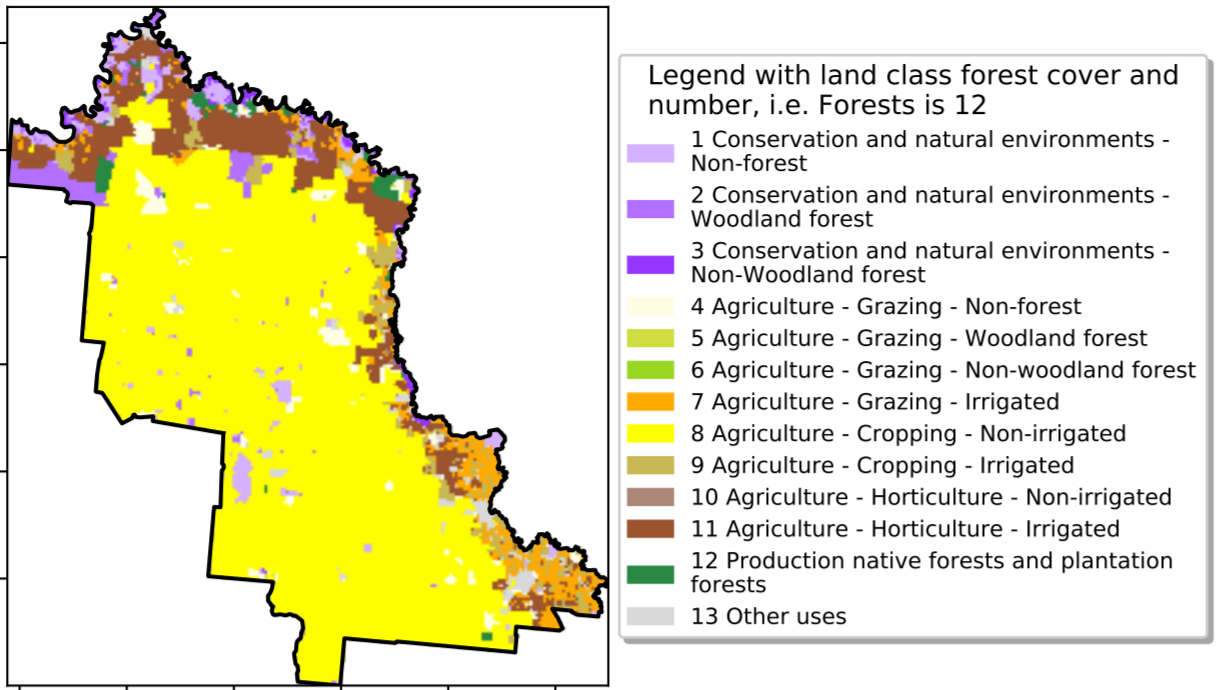 Legend with land class forest cover and
number, i.e. Forests is 12
1 Conservation and natural environments -
Non-forest
2 Conservation and natural environments -
Woodland forest
3 Conservation and natural environments -
Non-Woodland forest
4 Agriculture - Grazing - Non-forest
5 Agriculture - Grazing - Woodland forest
6 Agriculture - Grazing - Non-woodland forest
7 Agriculture - Grazing - Irrigated
8 Agriculture - Cropping - Non-irrigated
9 Agriculture - Cropping - Irrigated
10 Agriculture - Horticulture - Non-irrigated
11 Agriculture - Horticulture - Irrigated
12 Production native forests and plantation
forests
13 Other uses